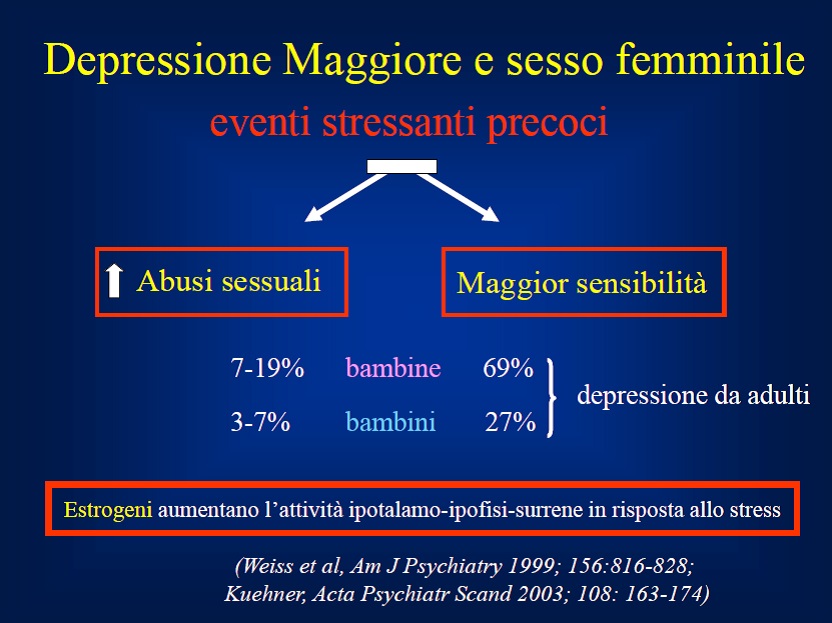 Depressione Maggiore e sesso femminile
eventi stressanti precoci
Abusi sessuali
Maggior sensibilità
7-19% bambine 69%
depressione da adulti
3-7% bambini 27%
Estrogeni aumentano l'attività ipotalamo-ipofisi-surrene in risposta allo stress
(Weiss et al, Am J Psychiatry 1999; 156:816-828;
Kuehner, Acta Psychiatr Scand 2003; 108: 163-174)